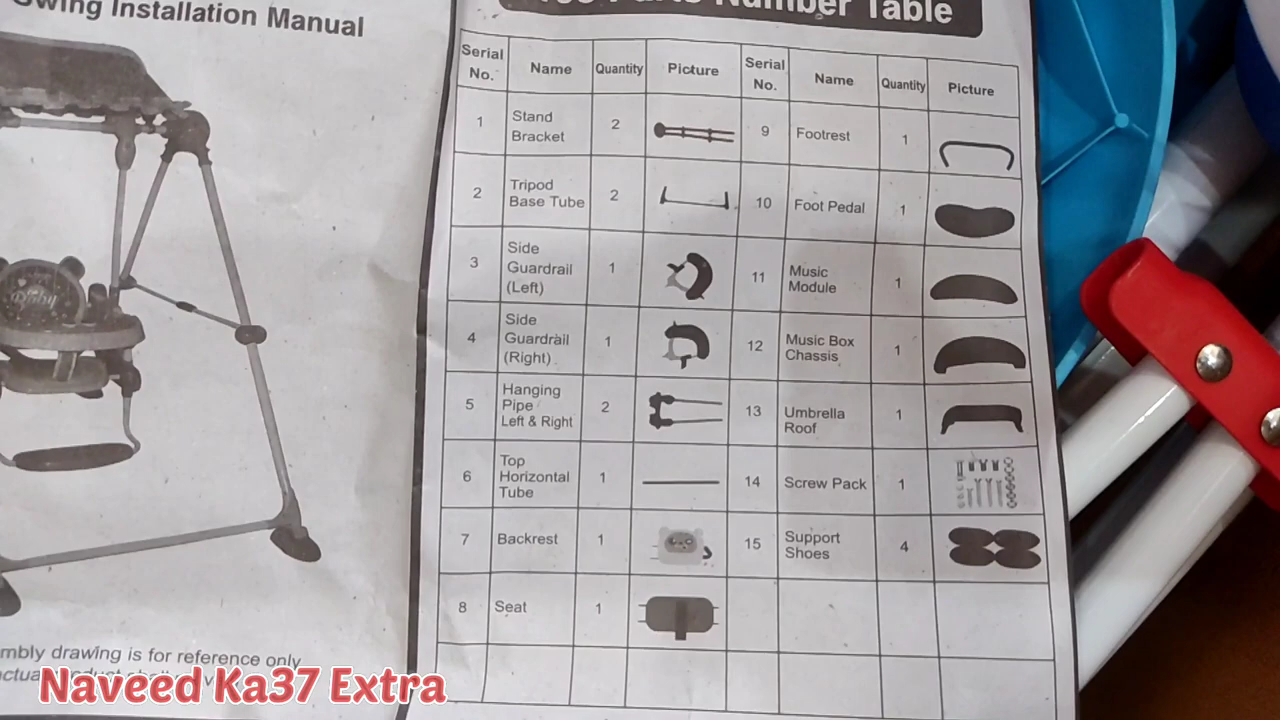 Swing Installation Manual
Baby
mbly drawing is for reference only
Naveed Ka37 Extra
Parts Number Table
Serial No. Name Quantity Picture Serial No. Name Quantity Picture
1 Stand Bracket 2 9 Footrest 1
2 Tripod Base Tube 2 10 Foot Pedal 1
3 Side Guardrail (Left) 1 11 Music Module 1
4 Side Guardrail (Right) 1 12 Music Box Chassis 1
5 Hanging Pipe Left & Right 2 13 Umbrella Roof 1
6 Top Horizontal Tube 1 14 Screw Pack 1
7 Backrest 1 15 Support Shoes 4
8 Seat 1